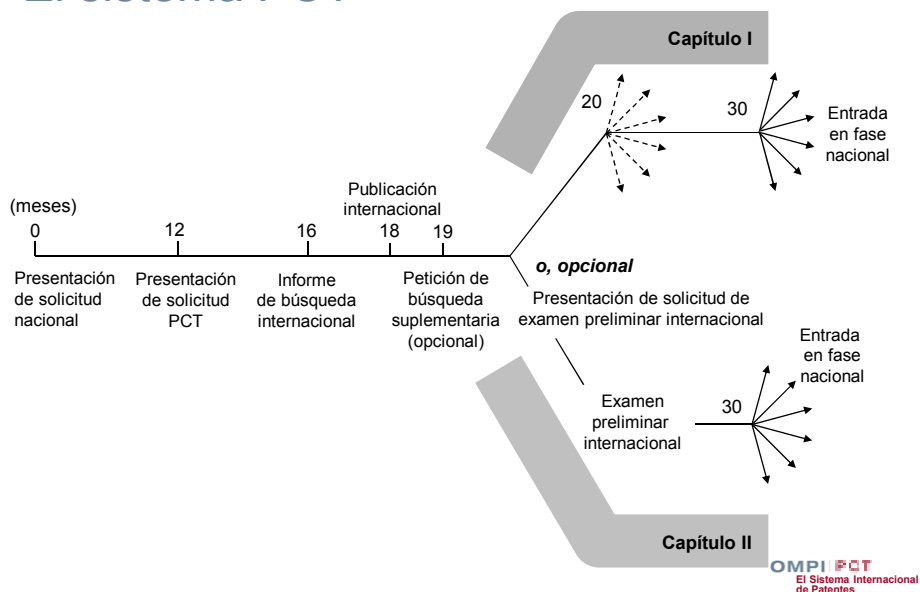 El sistema PCT
Capítulo I
20
30
Entrada
en fase
nacional
Publicación
internacional
(meses)
0
12
16
18
19
Presentación
de solicitud
nacional
Presentación
de solicitud
PCT
Informe
de búsqueda
internacional
Petición de
búsqueda
suplementaria
(opcional)
o, opcional
Presentación de solicitud de
examen preliminar internacional
Entrada
en fase
nacional
Examen
preliminar
internacional
30
Capítulo II
OMPI PCT
El Sistema Internacional
de Patentes